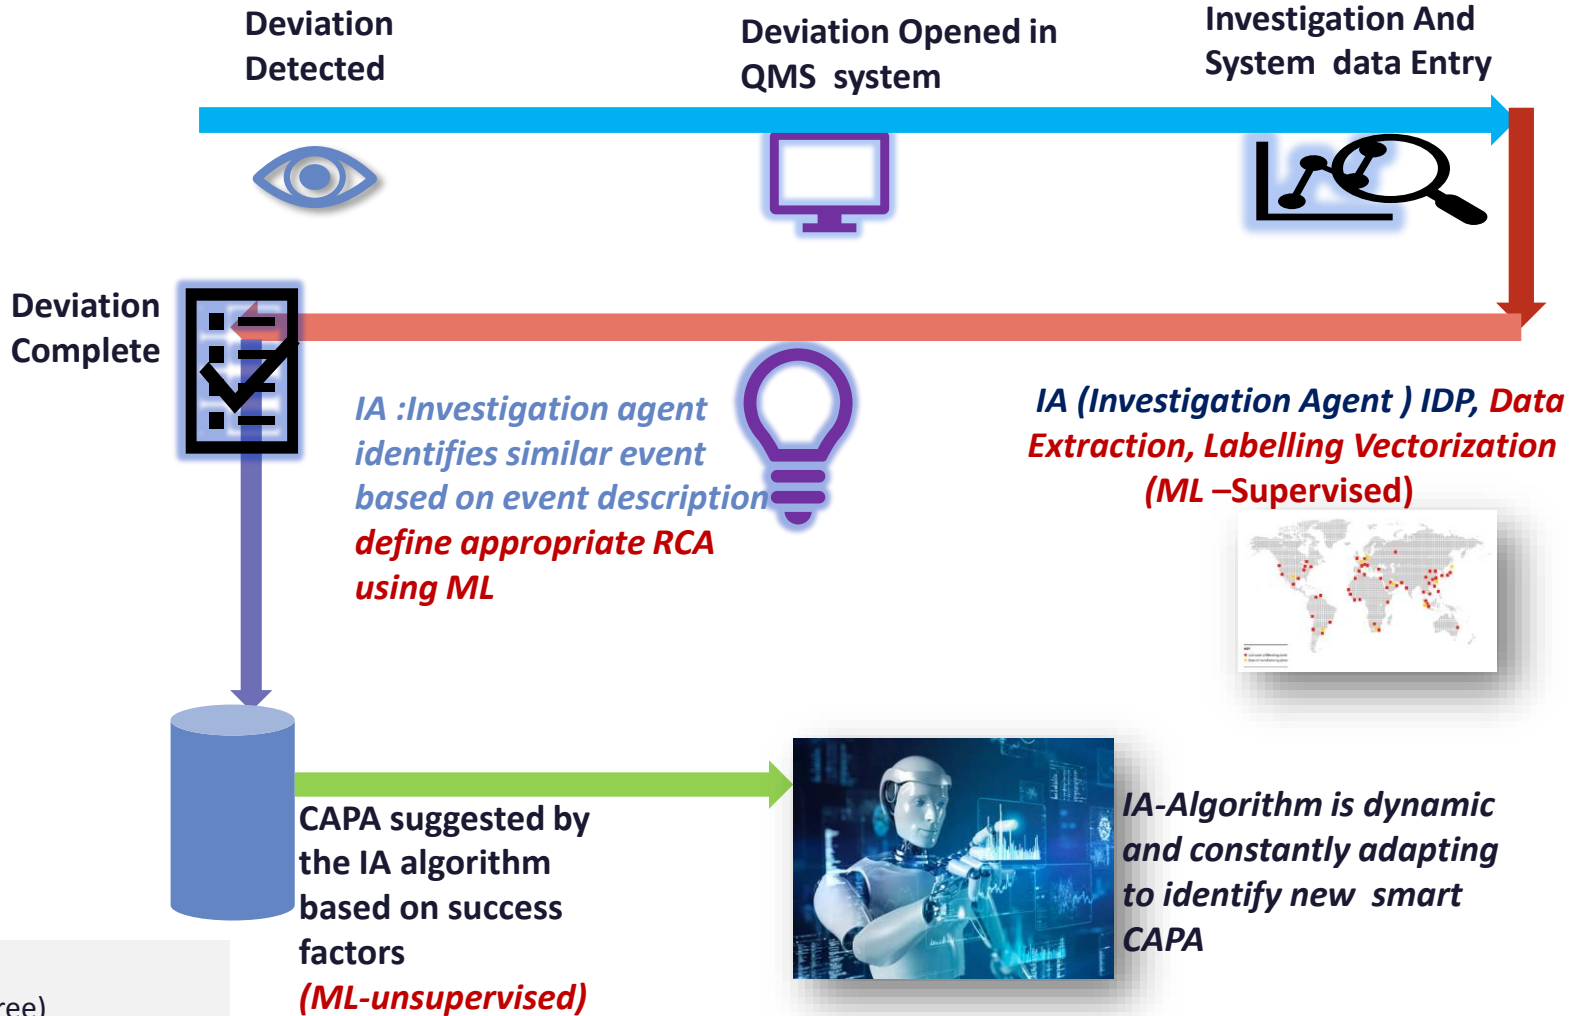 Deviation
Detected
Deviation Opened in
QMS system
Investigation And
System data Entry
Deviation
Complete
IA :Investigation agent
identifies similar event
based on event description
define appropriate RCA
using ML
IA (Investigation Agent ) IDP, Data
Extraction, Labelling Vectorization
(ML –Supervised)
CAPA suggested by
the IA algorithm
based on success
factors
(ML-unsupervised)
IA-Algorithm is dynamic
and constantly adapting
to identify new smart
CAPA
ree)